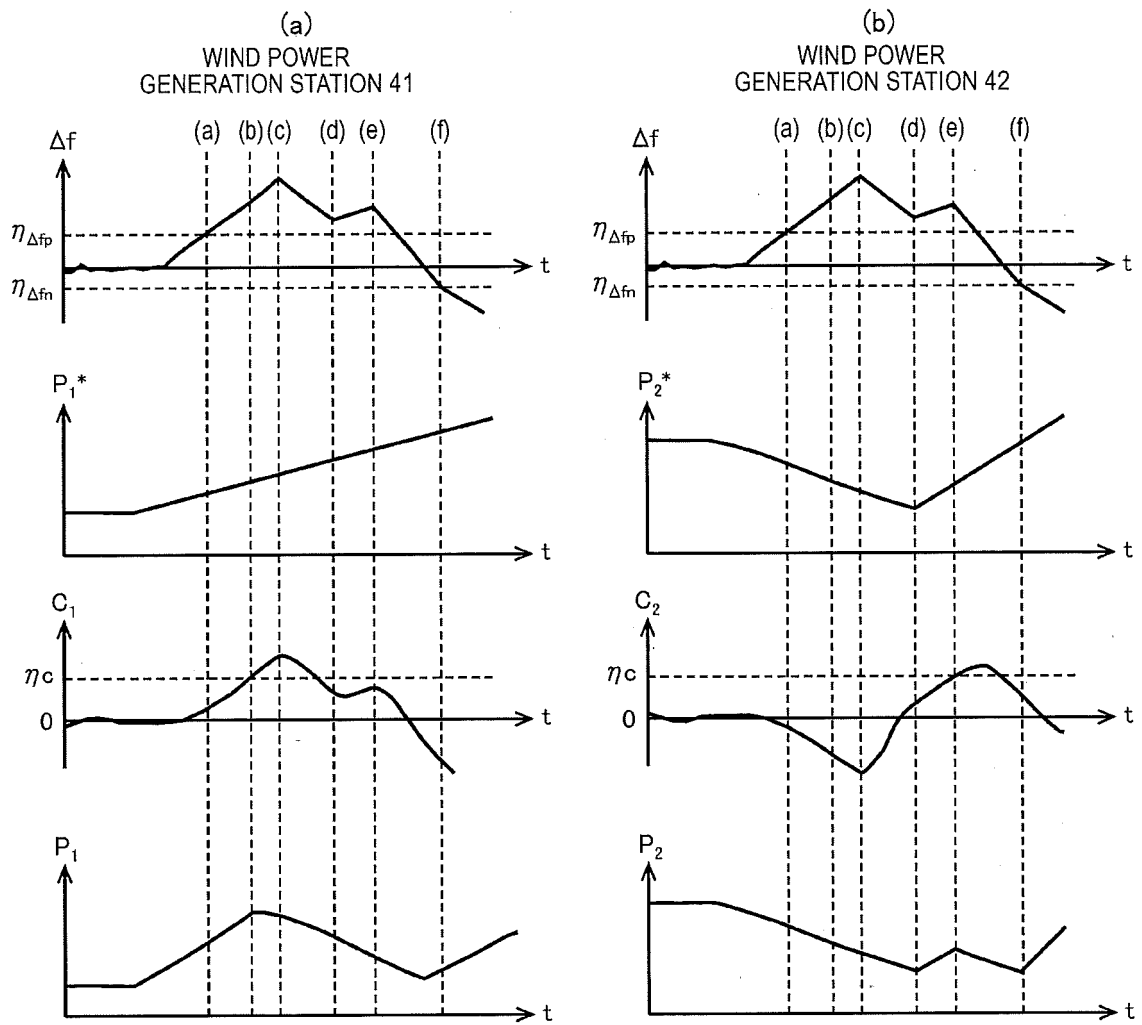 (a)
WIND POWER
GENERATION STATION 41
(a) (b) (c) (d) (e) (f)
Δf
ηΔfp
t
ηΔfn
P1*
t
C1
ηc
0
t
P1
t
(b)
WIND POWER
GENERATION STATION 42
(a) (b) (c) (d) (e) (f)
Δf
ηΔfp
t
ηΔfn
P2*
t
C2
ηc
0
t
P2
t